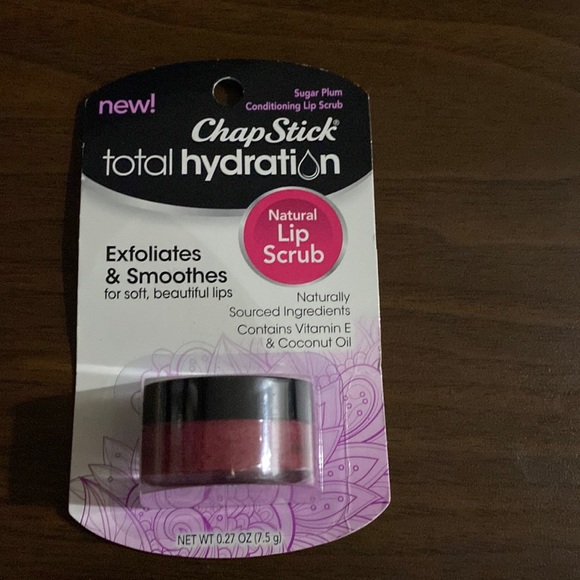 new!
Sugar Plum
Conditioning Lip Scrub
ChapStick®
total hydration
Natural
Lip
Scrub
Exfoliates
& Smoothes
for soft, beautiful lips
Naturally
Sourced Ingredients
Contains Vitamin E
& Coconut Oil
NET WT 0.27 OZ (7.5 g)